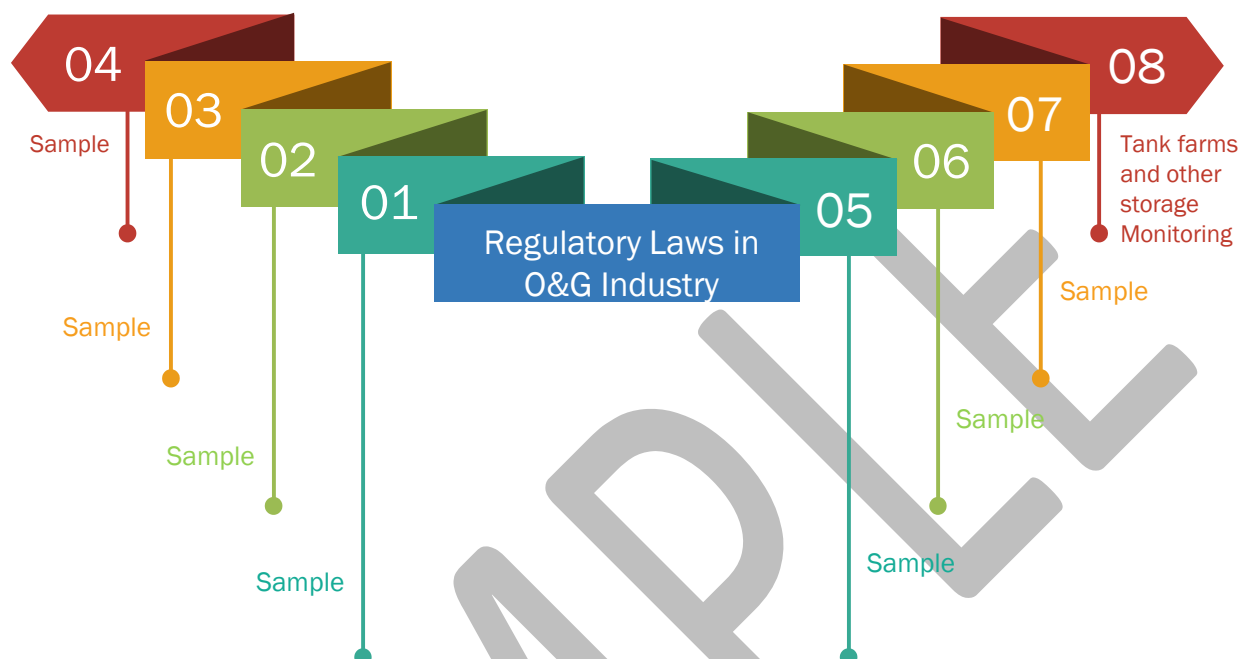 04
03
02
01
Regulatory Laws in
O&G Industry
05
06
07
08
Sample
Sample
Sample
Sample
Sample
Sample
Sample
Tank farms
and other
storage
Monitoring
MPLE